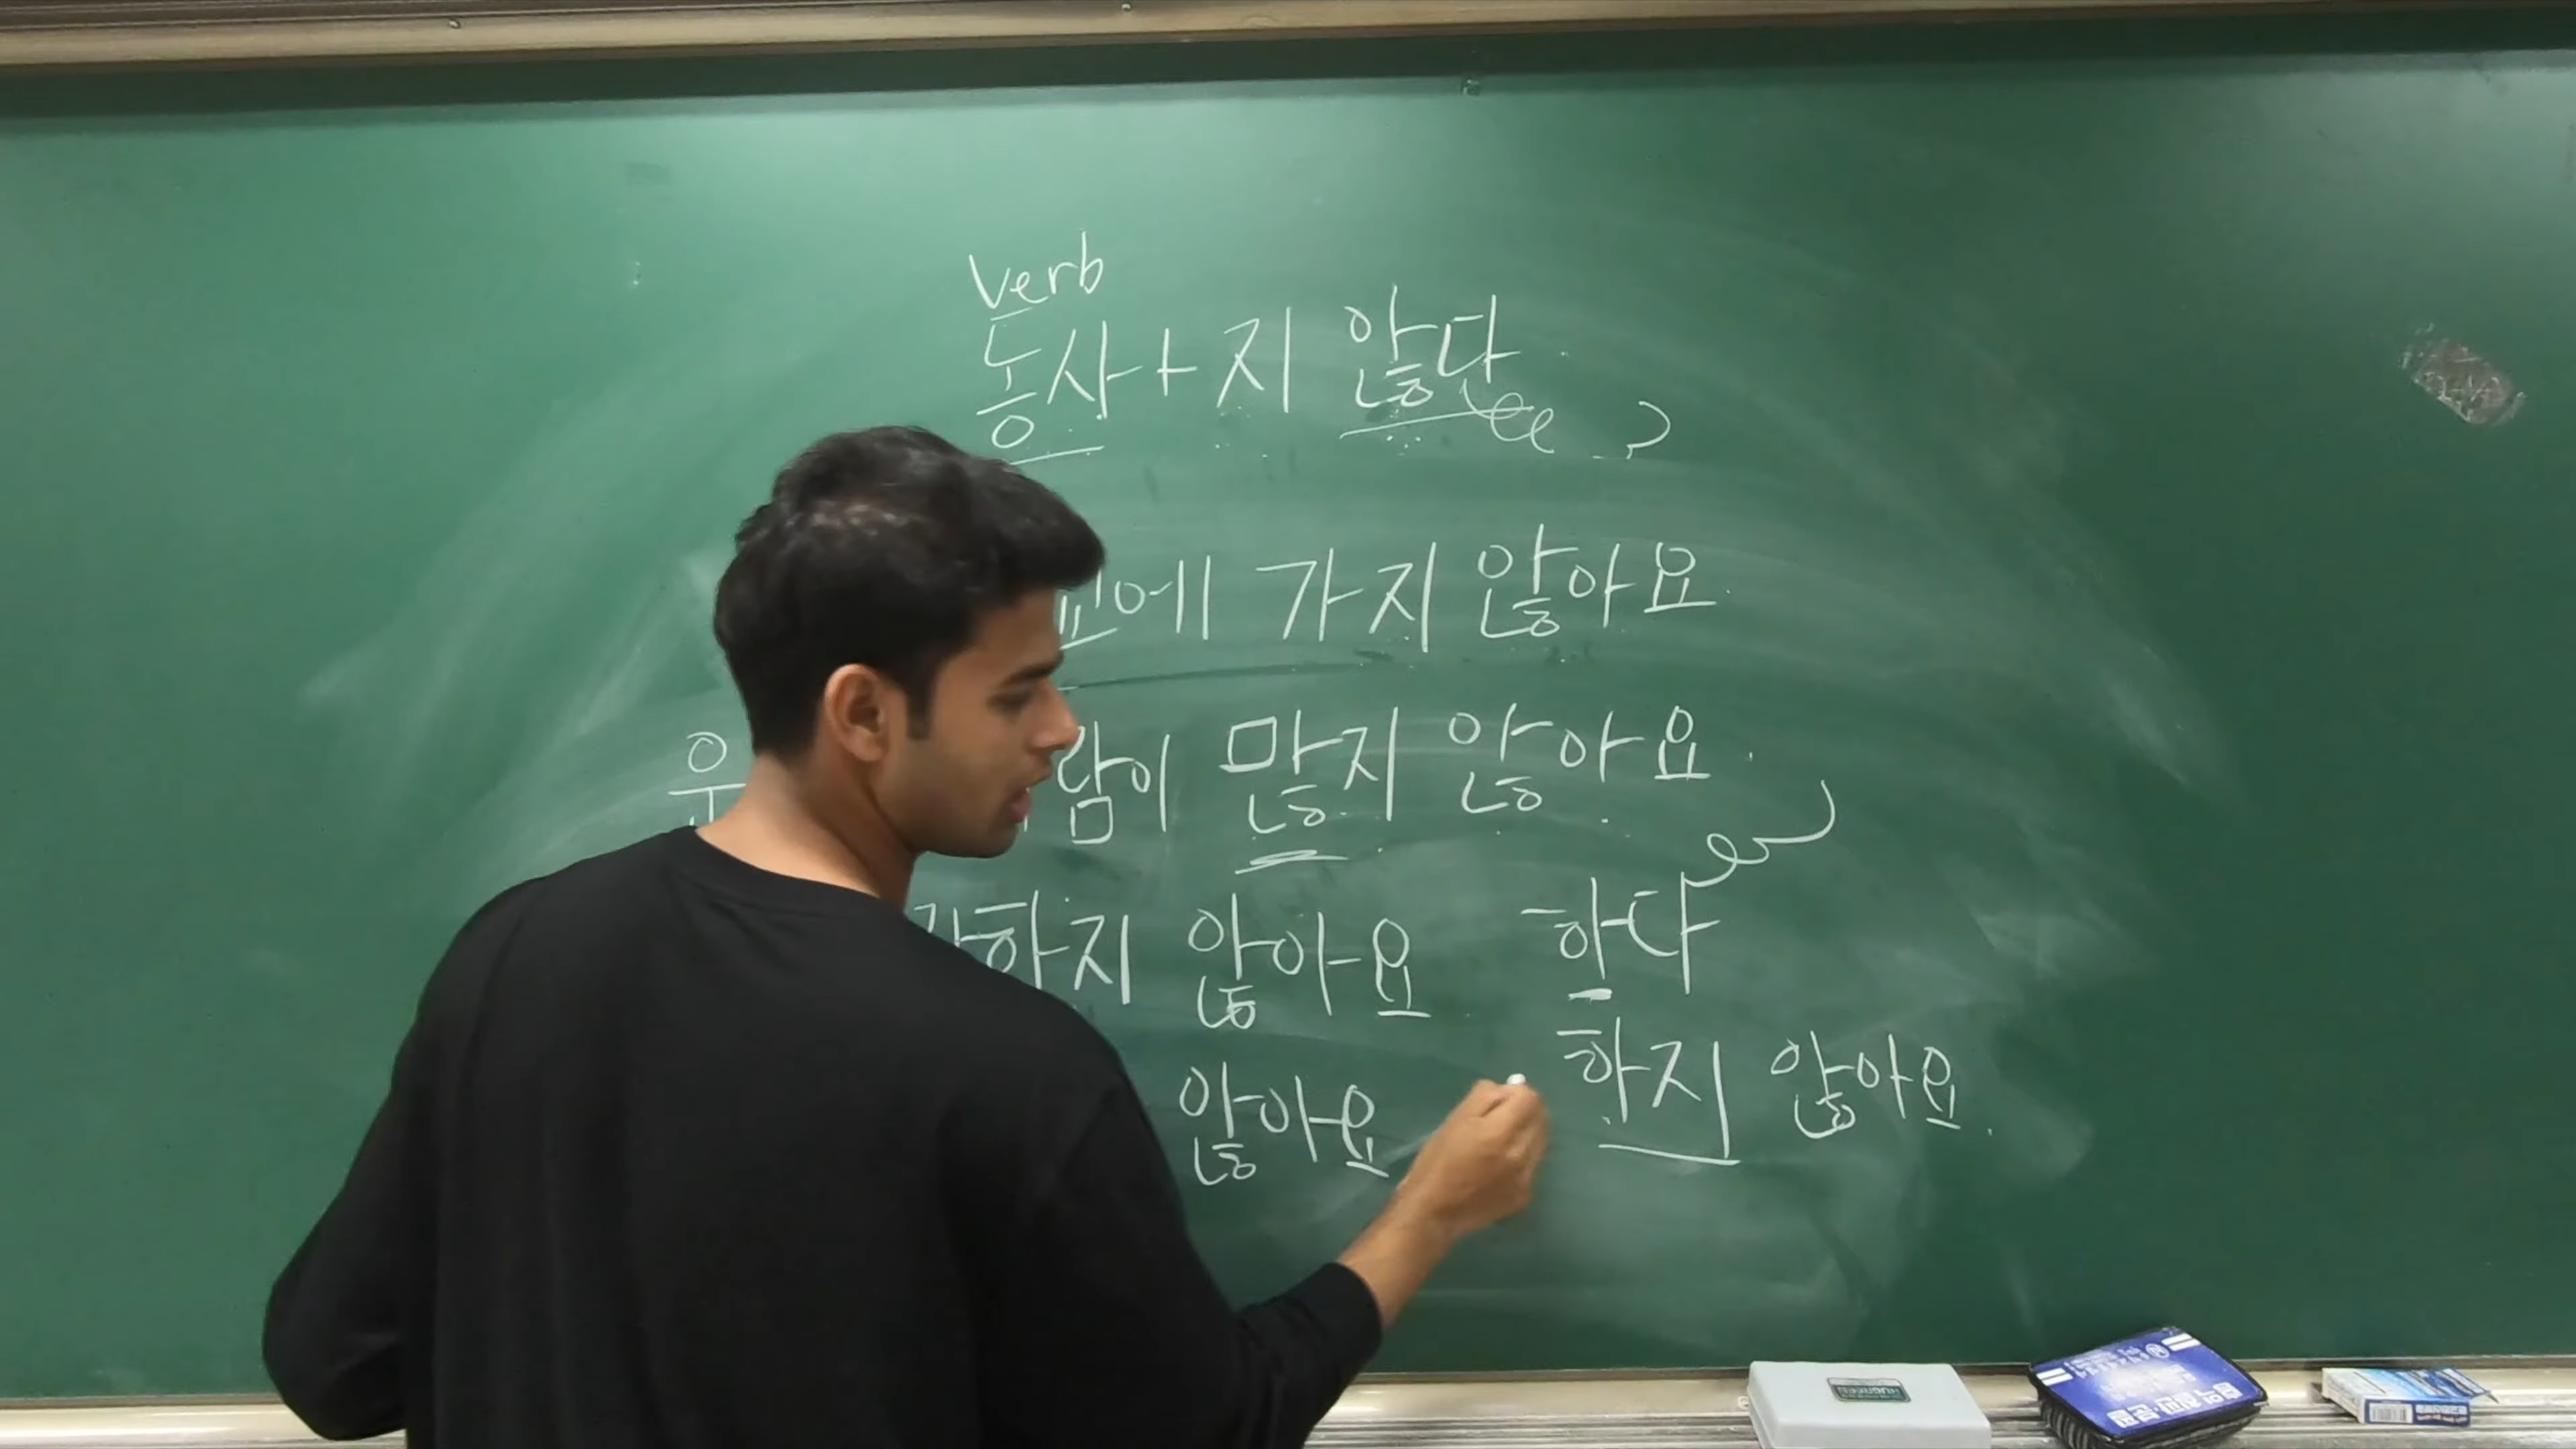 Verb
동사+지 않다
에 가지 않아요.
람이 많지 않아요.
하지 않아요
하다
하지 않아요.
않아요